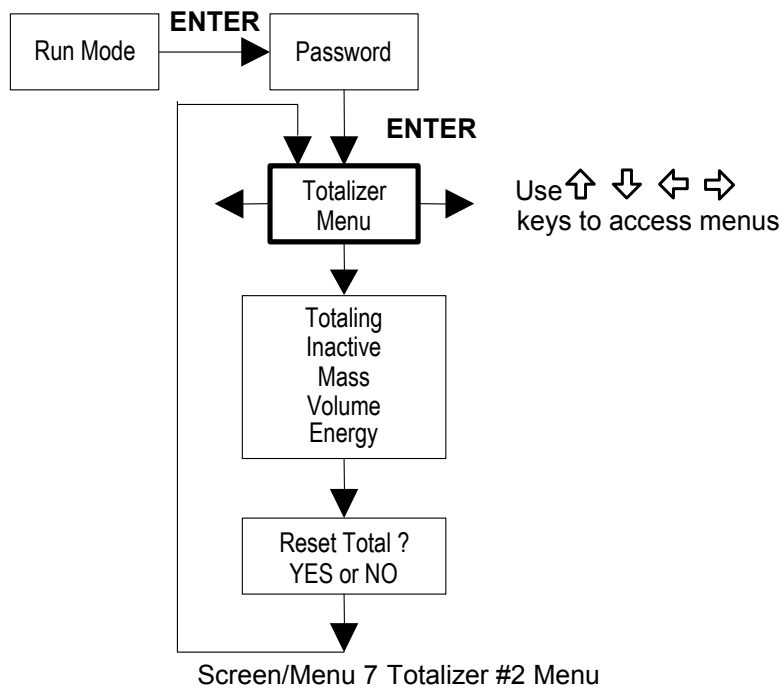 ENTER
Run Mode
Password
ENTER
Totalizer
Menu
Use
keys to access menus
Totaling
Inactive
Mass
Volume
Energy
Reset Total ?
YES or NO
Screen/Menu 7 Totalizer #2 Menu